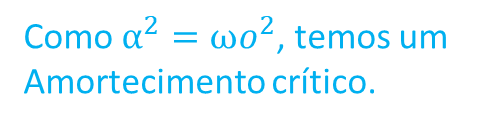 Como α² = ωo², temos um
Amortecimento crítico.